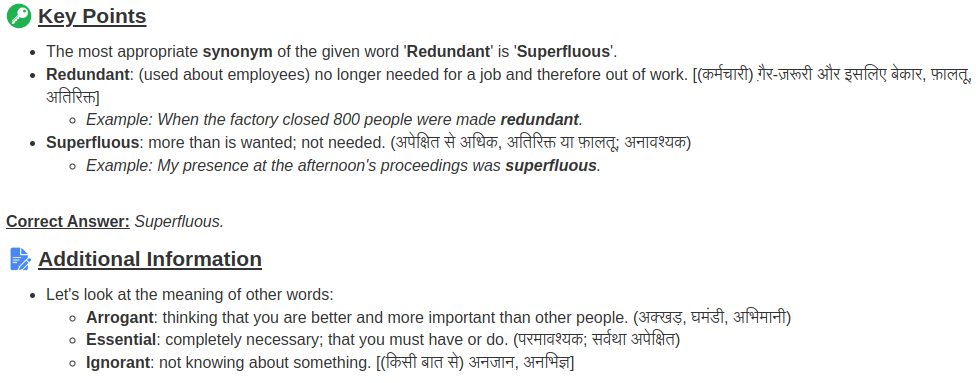 Key Points
• The most appropriate synonym of the given word 'Redundant' is 'Superfluous'.
• Redundant: (used about employees) no longer needed for a job and therefore out of work. [(कर्मचारी) ग़ैर-ज़रूरी और इसलिए बेकार, फ़ालतू,
अतिरिक्त]
◦ Example: When the factory closed 800 people were made redundant.
• Superfluous: more than is wanted; not needed. (अपेक्षित से अधिक, अतिरिक्त या फ़ालतू; अनावश्यक)
◦ Example: My presence at the afternoon's proceedings was superfluous.
Correct Answer: Superfluous.
Additional Information
• Let's look at the meaning of other words:
◦ Arrogant: thinking that you are better and more important than other people. (अक्खड़, घमंडी, अभिमानी)
◦ Essential: completely necessary; that you must have or do. (परमावश्यक; सर्वथा अपेक्षित)
◦ Ignorant: not knowing about something. [(किसी बात से) अनजान, अनभिज्ञ]